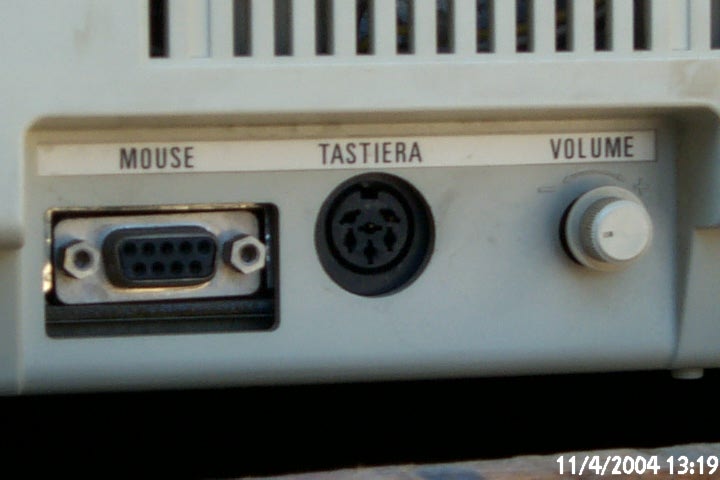 MOUSE TASTIERA VOLUME
- +
11/4/2004 13:19